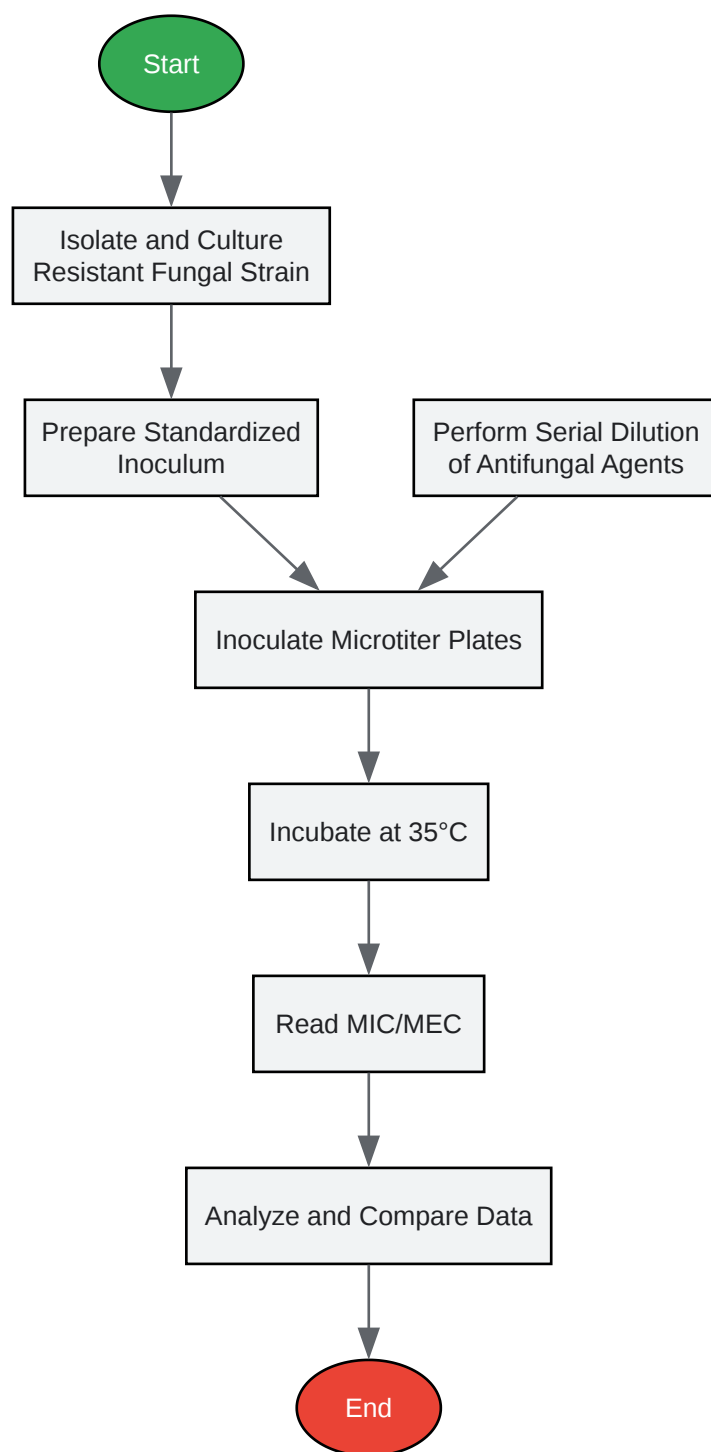 Start
Isolate and Culture
Resistant Fungal Strain
Prepare Standardized
Inoculum
Perform Serial Dilution
of Antifungal Agents
Inoculate Microtiter Plates
Incubate at 35°C
Read MIC/MEC
Analyze and Compare Data
End